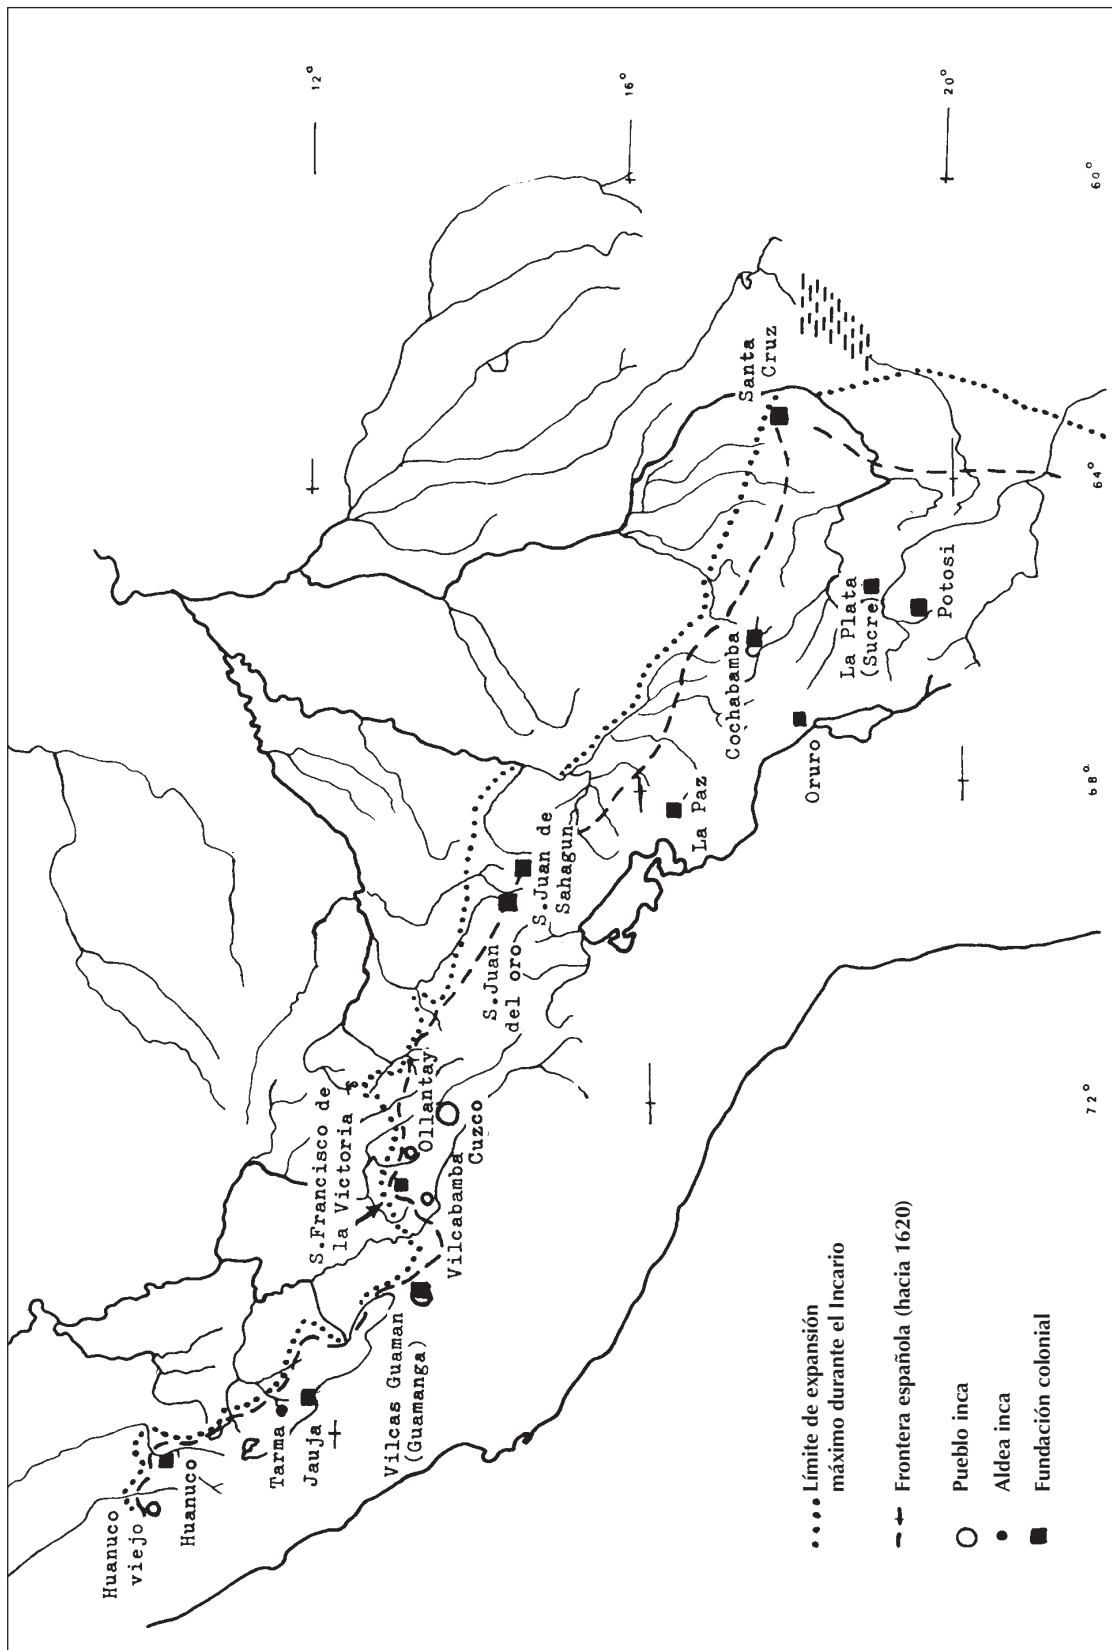 12°
16°
20°
60°
64°
68°
72°
Huanuco
viejo
Huanuco
Tarma
Jauja
Vilcas Guaman
(Guamanga)
S.Francisco de
la Victoria
Vilcabamba
Ollantay
Cuzco
S.Juan
del oro
S.Juan de
Sahagun
La Paz
Cochabamba
Oruro
La Plata
(Sucre)
Potosi
Santa
Cruz
Límite de expansión
máximo durante el Incario
Frontera española (hacia 1620)
Pueblo inca
Aldea inca
Fundación colonial